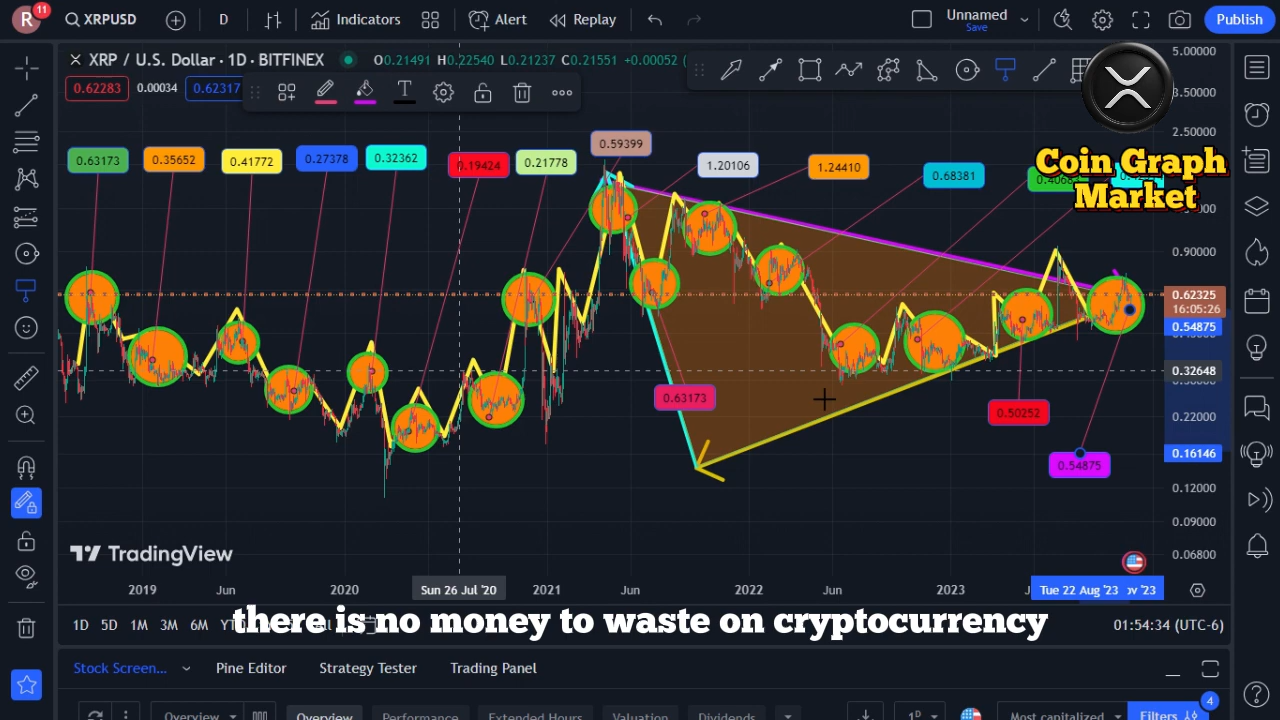 R 11 XRPUSD D Indicators Alert Replay Unnamed Save Publish
XRP / U.S. Dollar · 1D · BITFINEX O0.21491 H0.22540 L0.21237 C0.21551 +0.00052
0.62283 0.00034 0.62317
T
5.00000
3.50000
2.50000
0.90000
0.62325
16:05:26
0.54875
0.32648
0.22000
0.16146
0.12000
0.09000
0.06800
0.63173 0.35652 0.41772 0.27378 0.32362 0.19424 0.21778 0.59399 1.20106 1.24410 0.68381
Coin Graph
Market
0.63173
0.50252
0.54875
TradingView
2019 Jun 2020 Sun 26 Jul '20 2021 Jun 2022 Jun 2023 Tue 22 Aug '23
there is no money to waste on cryptocurrency
1D 5D 1M 3M 6M 01:54:34 (UTC-6)
Stock Screen... Pine Editor Strategy Tester Trading Panel
Overview Overview Performance Extended Hours Valuation Dividends 1D Most capitalized Filters 4